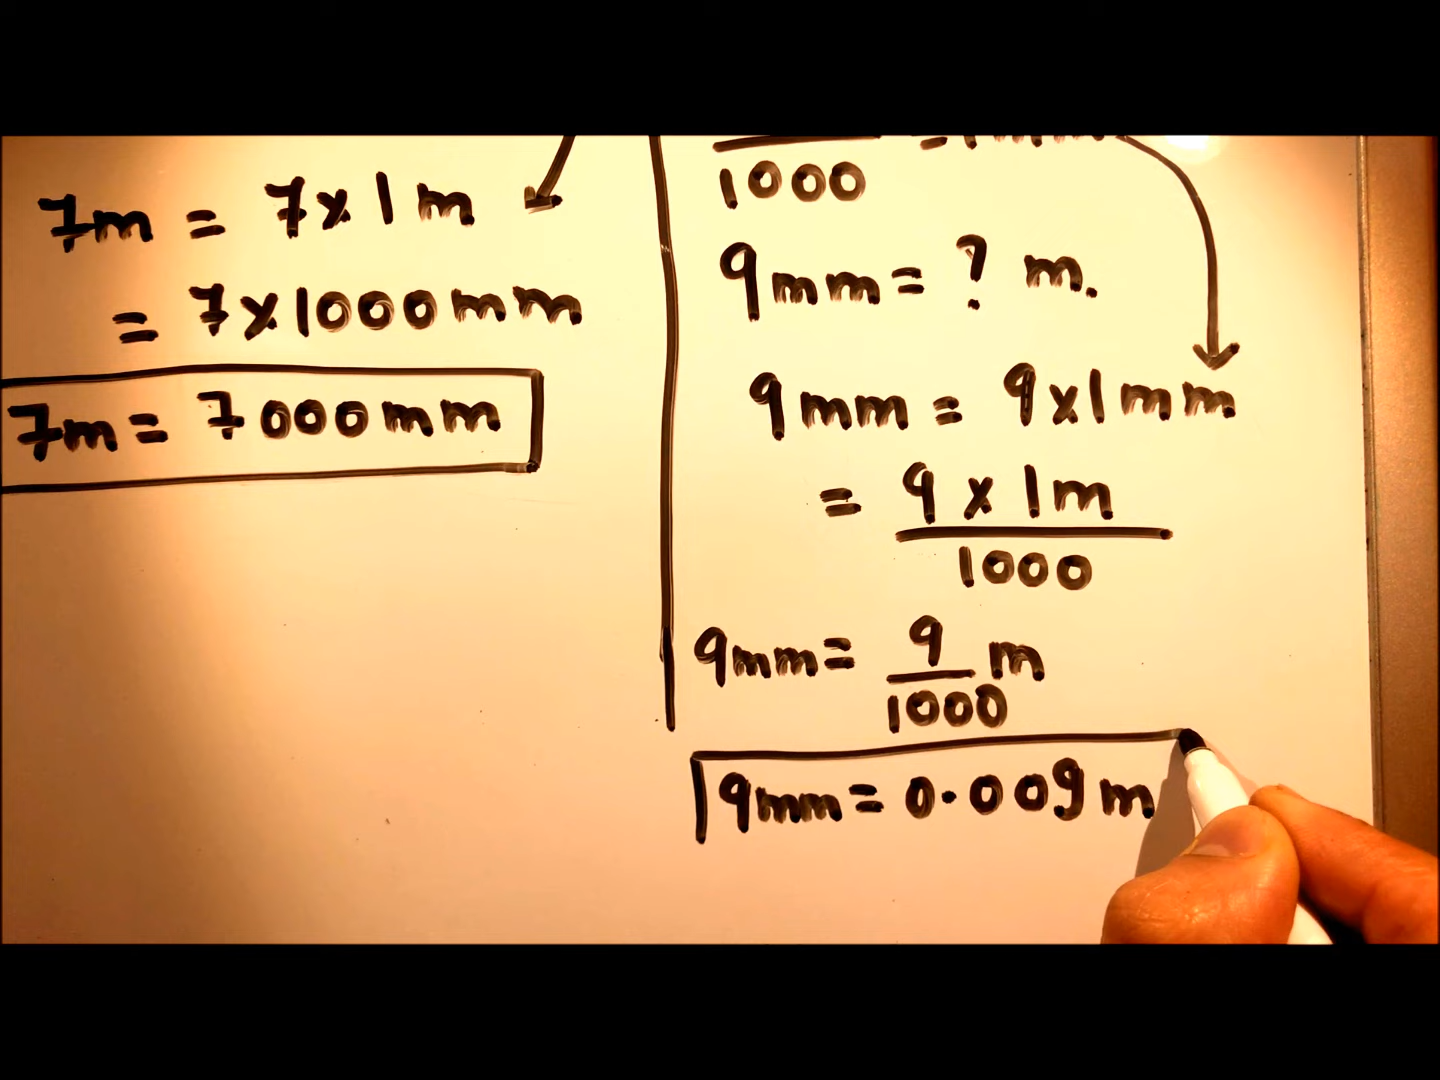 7m = 7x1m
= 7x1000mm
7m = 7000mm
1000
9mm = ? m.
9mm = 9x1mm
= 9 x 1m
1000
9mm = 9 m
1000
9mm = 0.009m